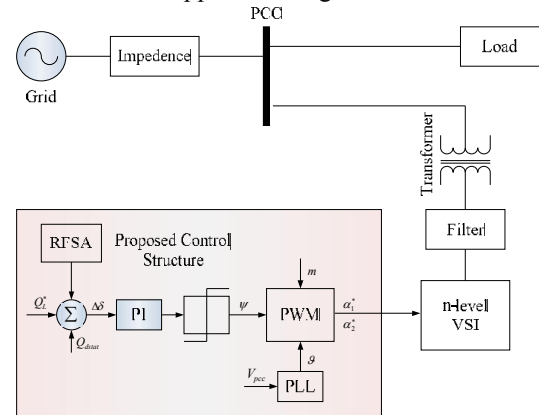 PCC
Impedence
Load
Grid
Transformer
Filter
n-level
VSI
RFSA
Proposed Control
Structure
m
Q*L
Σ
Δδ
PI
ψ
PWM
α*1
α*2
Qdstat
Vpcc
PLL
ϑ